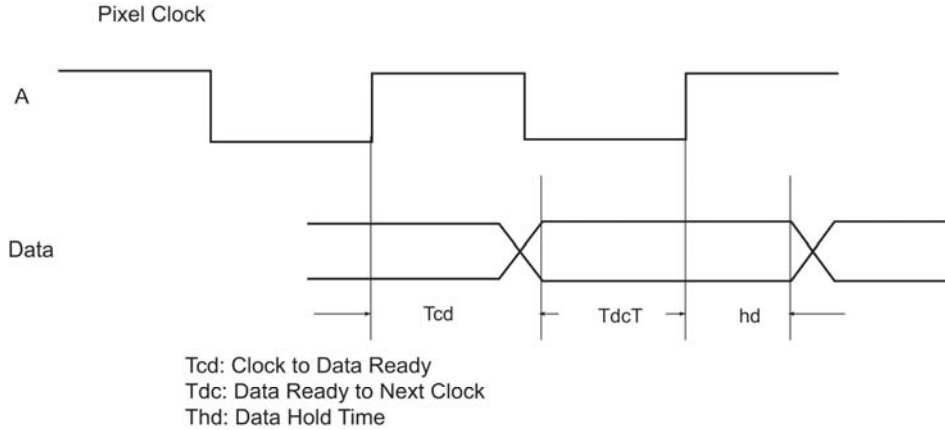 Pixel Clock
A
Data
Tcd TdcT hd
Tcd: Clock to Data Ready
Tdc: Data Ready to Next Clock
Thd: Data Hold Time